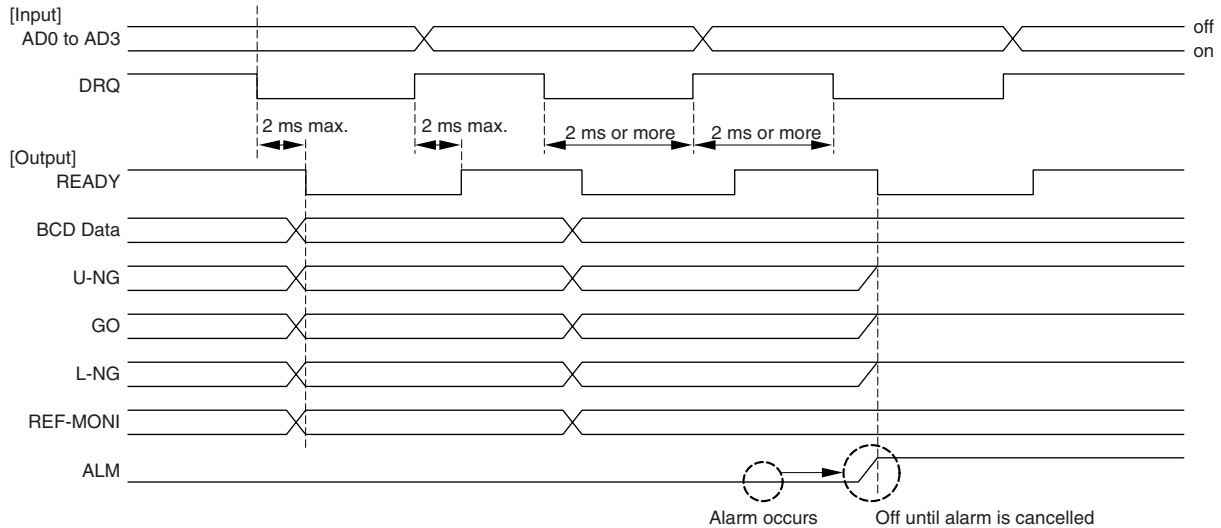 [Input]
AD0 to AD3
off
on
DRQ
2 ms max.
2 ms max.
2 ms or more
2 ms or more
[Output]
READY
BCD Data
U-NG
GO
L-NG
REF-MONI
ALM
Alarm occurs
Off until alarm is cancelled